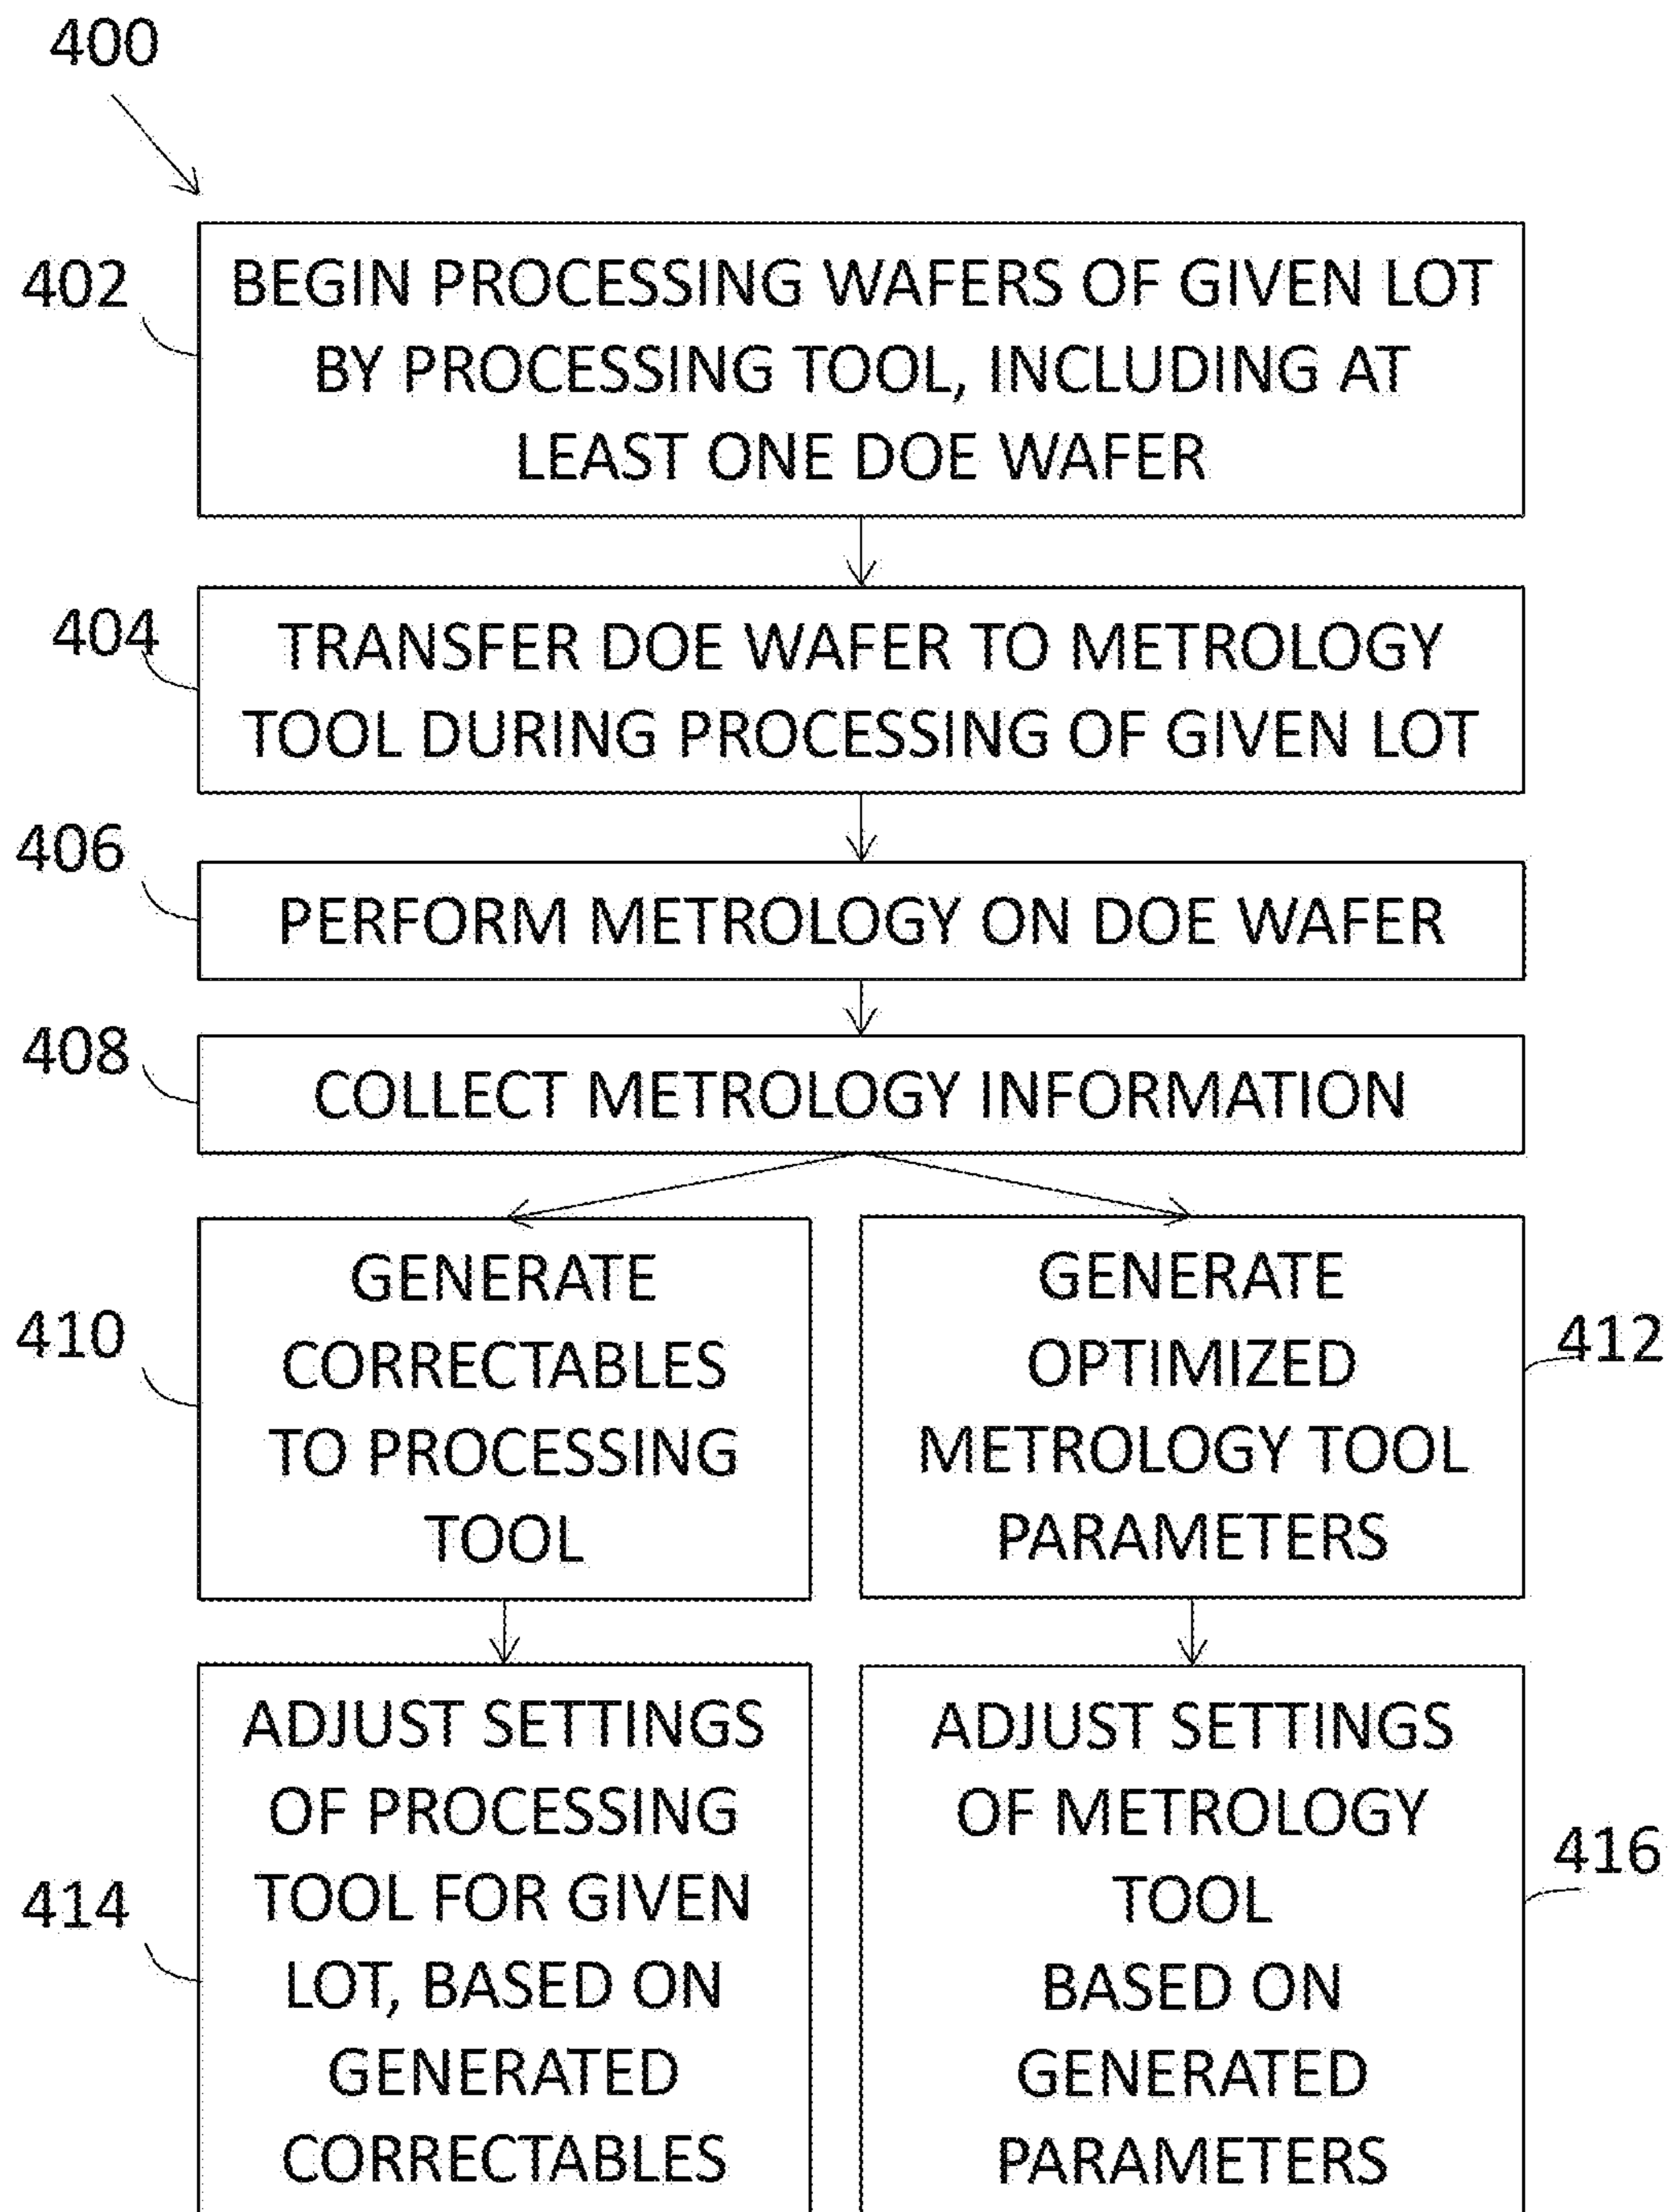 400
402
BEGIN PROCESSING WAFERS OF GIVEN LOT
BY PROCESSING TOOL, INCLUDING AT
LEAST ONE DOE WAFER
404
TRANSFER DOE WAFER TO METROLOGY
TOOL DURING PROCESSING OF GIVEN LOT
406
PERFORM METROLOGY ON DOE WAFER
408
COLLECT METROLOGY INFORMATION
410
GENERATE
CORRECTABLES
TO PROCESSING
TOOL
GENERATE
OPTIMIZED
METROLOGY TOOL
PARAMETERS
412
414
ADJUST SETTINGS
OF PROCESSING
TOOL FOR GIVEN
LOT, BASED ON
GENERATED
CORRECTABLES
ADJUST SETTINGS
OF METROLOGY
TOOL
BASED ON
GENERATED
PARAMETERS
416